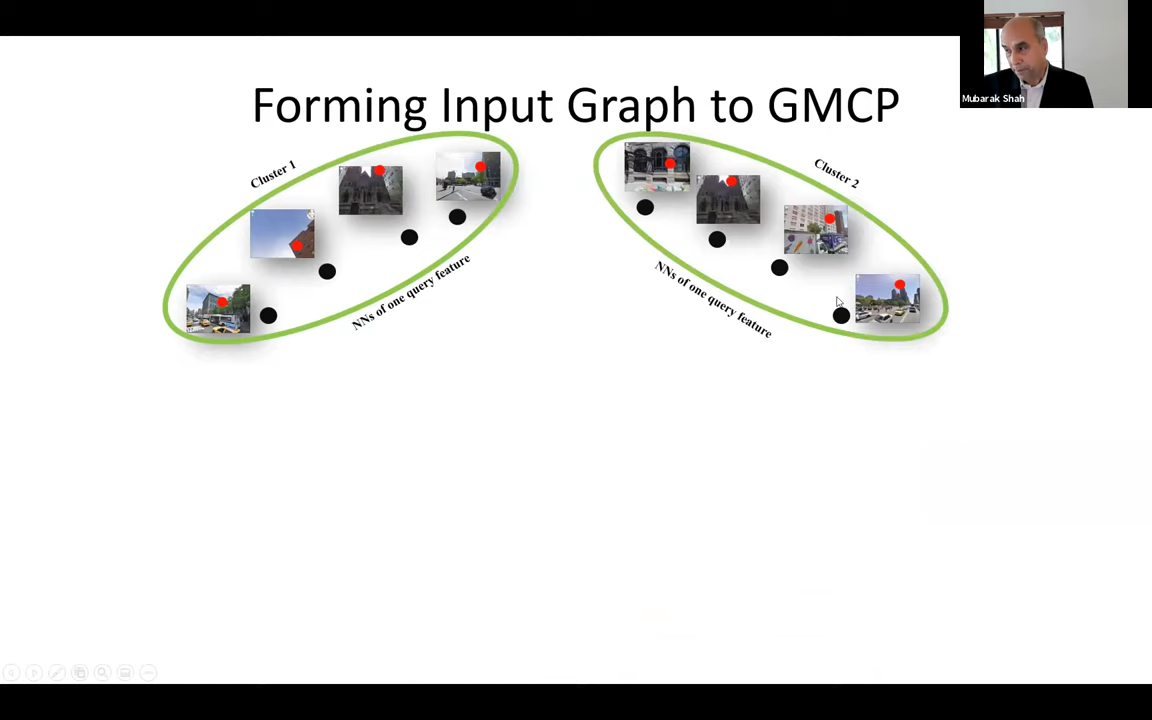 Forming Input Graph to GMCP
Mubarak Shah
Cluster 1
NNs of one query feature
Cluster 2
NNs of one query feature